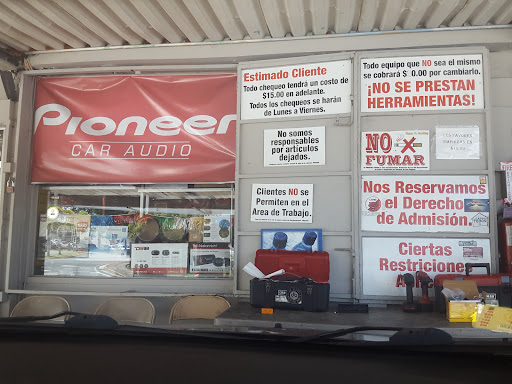 Pioneer
CAR AUDIO
Estimado Cliente
Todo chequeo tendrá un costo de
$15.00 en adelante.
Todos los chequeos se harán
de Lunes a Viernes.
No somos
responsables
por artículos
dejados.
Clientes NO se
Permiten en el
Area de Trabajo.
Todo equipo que NO sea el mismo
se cobrará $ 0.00 por cambiarlo.
¡NO SE PRESTAN
HERRAMIENTAS!
NO
FUMAR
Nos Reservamos
el Derecho
de Admisión.
Ciertas
Restricciones